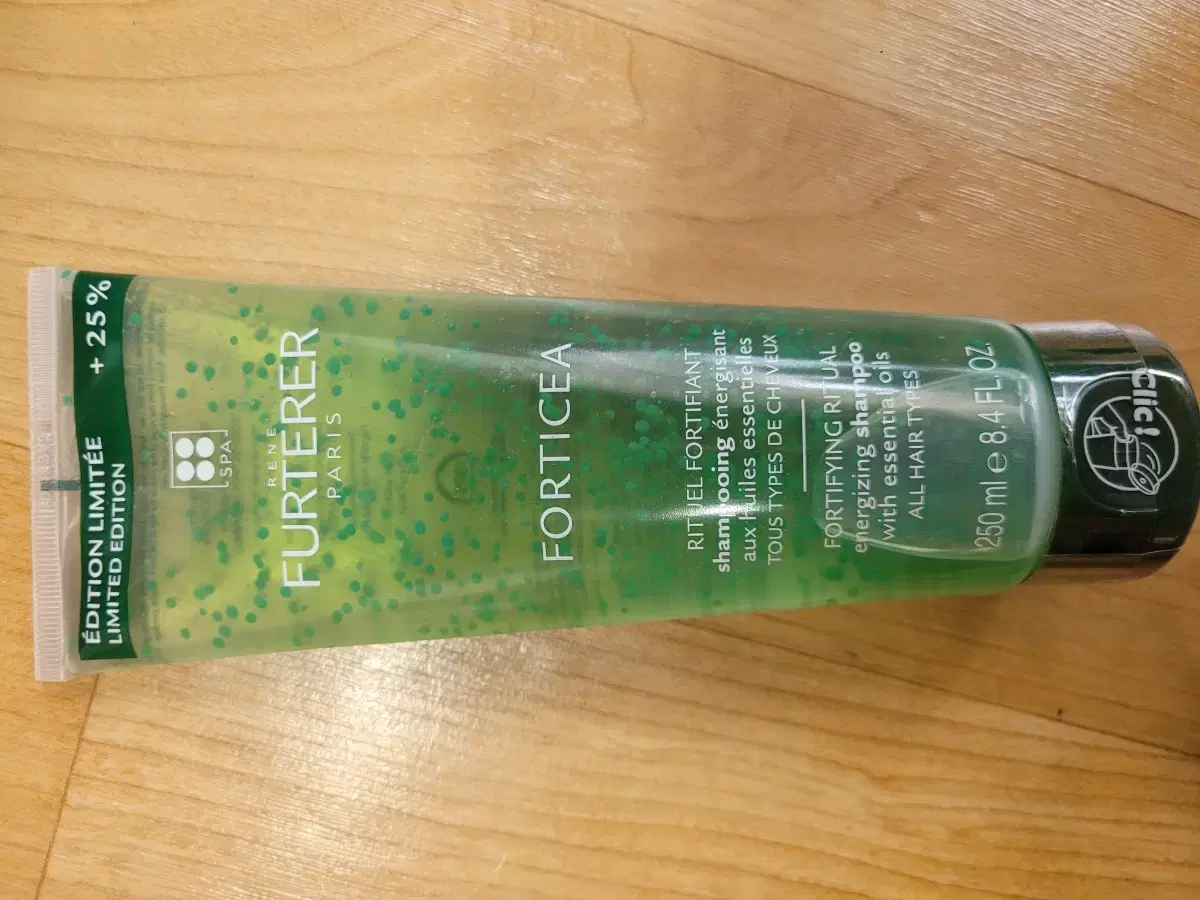 ÉDITION LIMITÉE + 25%
LIMITED EDITION
SPA
RENE
FURTERER
PARIS
FORTICEA
RITUEL FORTIFIANT
shampooing énergisant
aux huiles essentielles
TOUS TYPES DE CHEVEUX
FORTIFYING RITUAL
energizing shampoo
with essential oils
ALL HAIR TYPES
250 ml e 8.4 FL.OZ.
Clic!